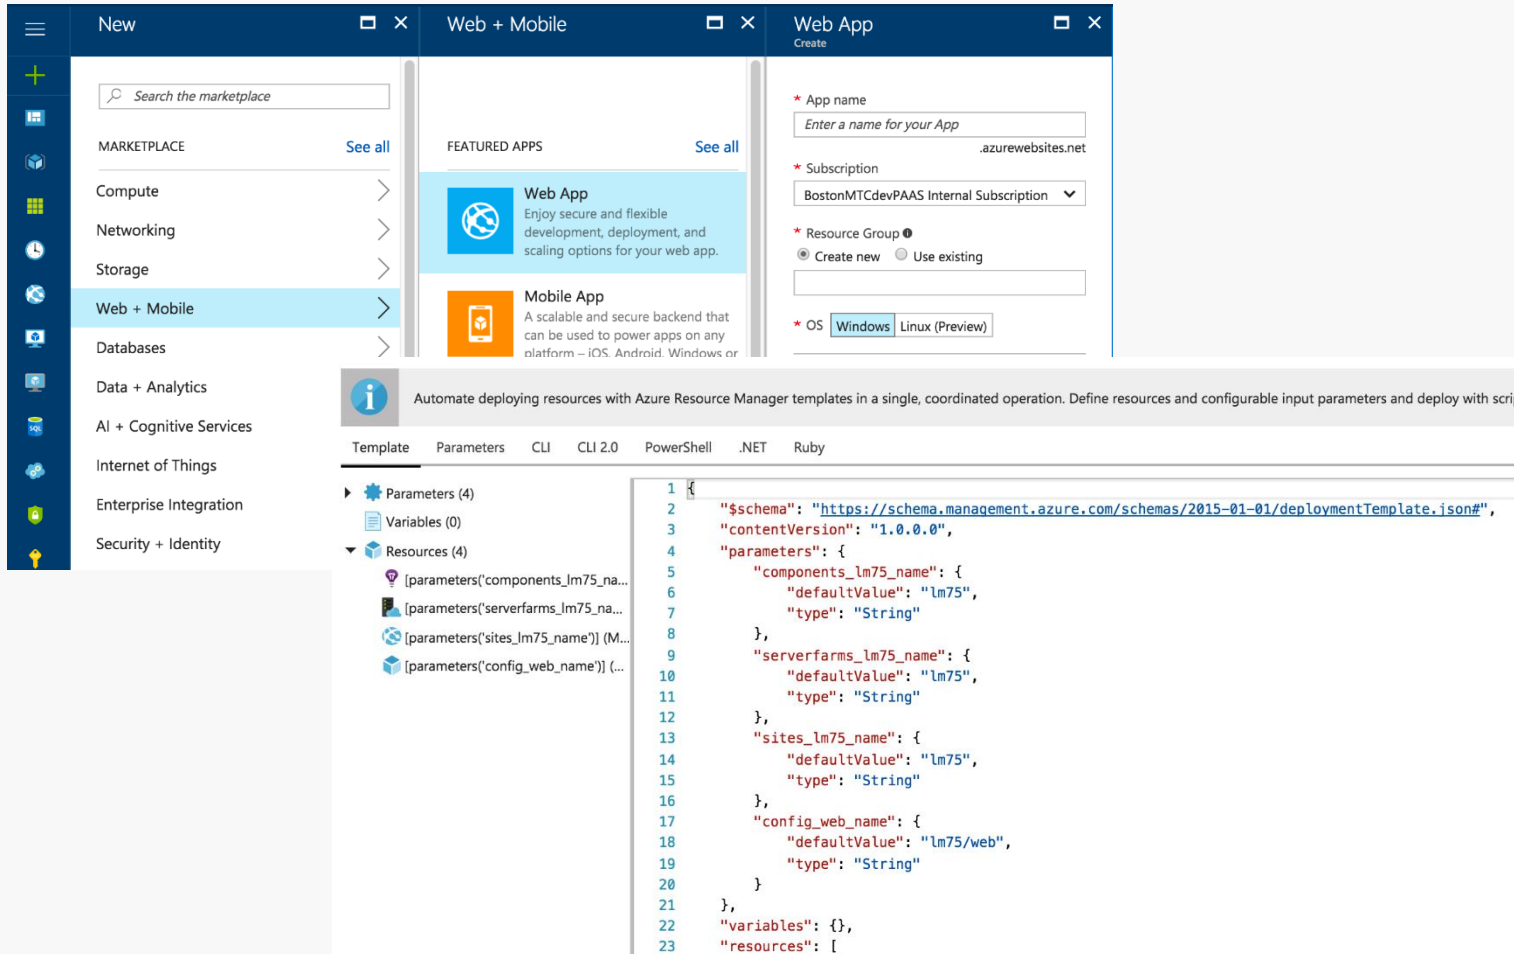 New
Search the marketplace
MARKETPLACE See all
Compute
Networking
Storage
Web + Mobile
Databases
Data + Analytics
AI + Cognitive Services
Internet of Things
Enterprise Integration
Security + Identity
SQL
Web + Mobile
FEATURED APPS See all
Web App
Enjoy secure and flexible
development, deployment, and
scaling options for your web app.
Mobile App
A scalable and secure backend that
can be used to power apps on any
platform – iOS, Android, Windows or
Web App
Create
* App name
Enter a name for your App
.azurewebsites.net
* Subscription
BostonMTCdevPAAS Internal Subscription
* Resource Group
Create new Use existing
* OS Windows Linux (Preview)
Automate deploying resources with Azure Resource Manager templates in a single, coordinated operation. Define resources and configurable input parameters and deploy with scri
Template Parameters CLI CLI 2.0 PowerShell .NET Ruby
Parameters (4)
Variables (0)
Resources (4)
[parameters('components_lm75_na...
[parameters('serverfarms_lm75_na...
[parameters('sites_lm75_name')] (M...
[parameters('config_web_name')] (...
1 {
2 "$schema": "https://schema.management.azure.com/schemas/2015-01-01/deploymentTemplate.json#",
3 "contentVersion": "1.0.0.0",
4 "parameters": {
5 "components_lm75_name": {
6 "defaultValue": "lm75",
7 "type": "String"
8 },
9 "serverfarms_lm75_name": {
10 "defaultValue": "lm75",
11 "type": "String"
12 },
13 "sites_lm75_name": {
14 "defaultValue": "lm75",
15 "type": "String"
16 },
17 "config_web_name": {
18 "defaultValue": "lm75/web",
19 "type": "String"
20 }
21 },
22 "variables": {},
23 "resources": [